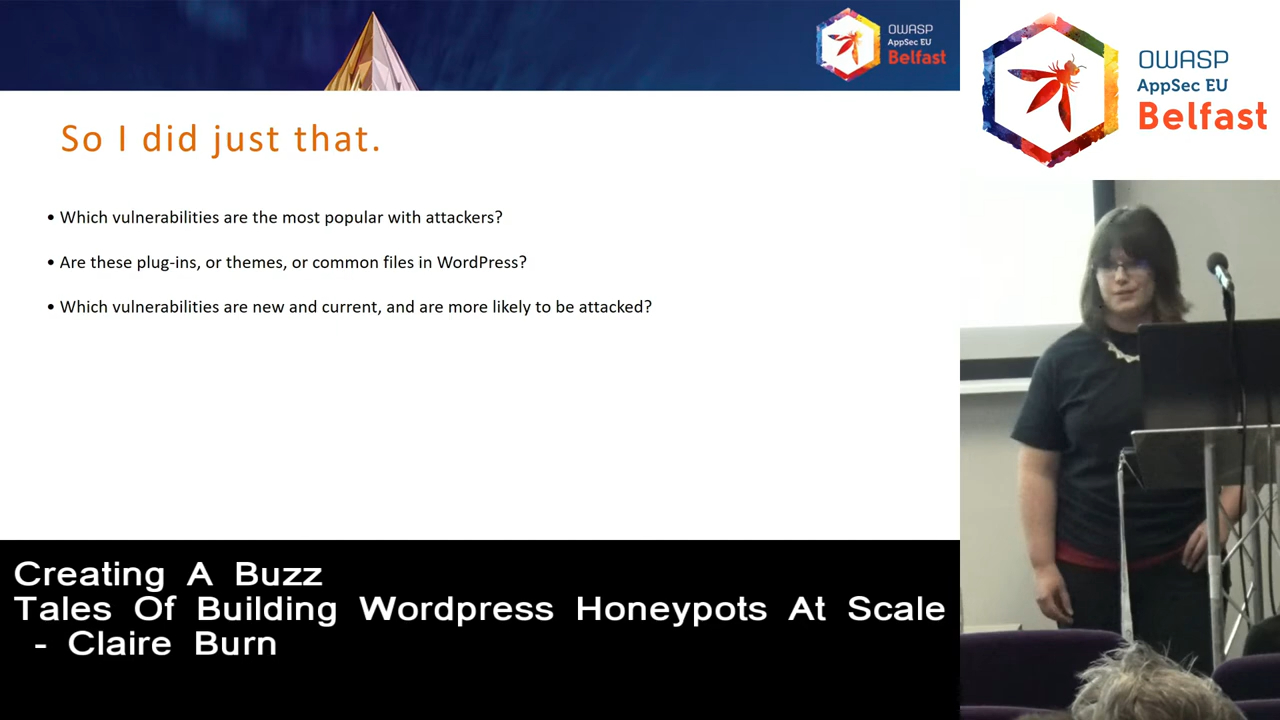 OWASP
AppSec EU
Belfast
OWASP
AppSec EU
Belfast
So I did just that.
• Which vulnerabilities are the most popular with attackers?
• Are these plug-ins, or themes, or common files in WordPress?
• Which vulnerabilities are new and current, and are more likely to be attacked?
Creating A Buzz
Tales Of Building Wordpress Honeypots At Scale
- Claire Burn